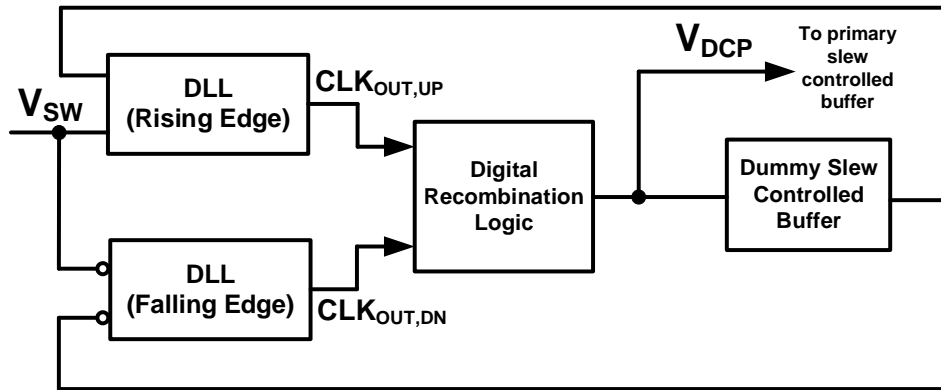 V_SW
DLL
(Rising Edge)
CLK_OUT,UP
DLL
(Falling Edge)
CLK_OUT,DN
Digital
Recombination
Logic
V_DCP
To primary
slew
controlled
buffer
Dummy Slew
Controlled
Buffer